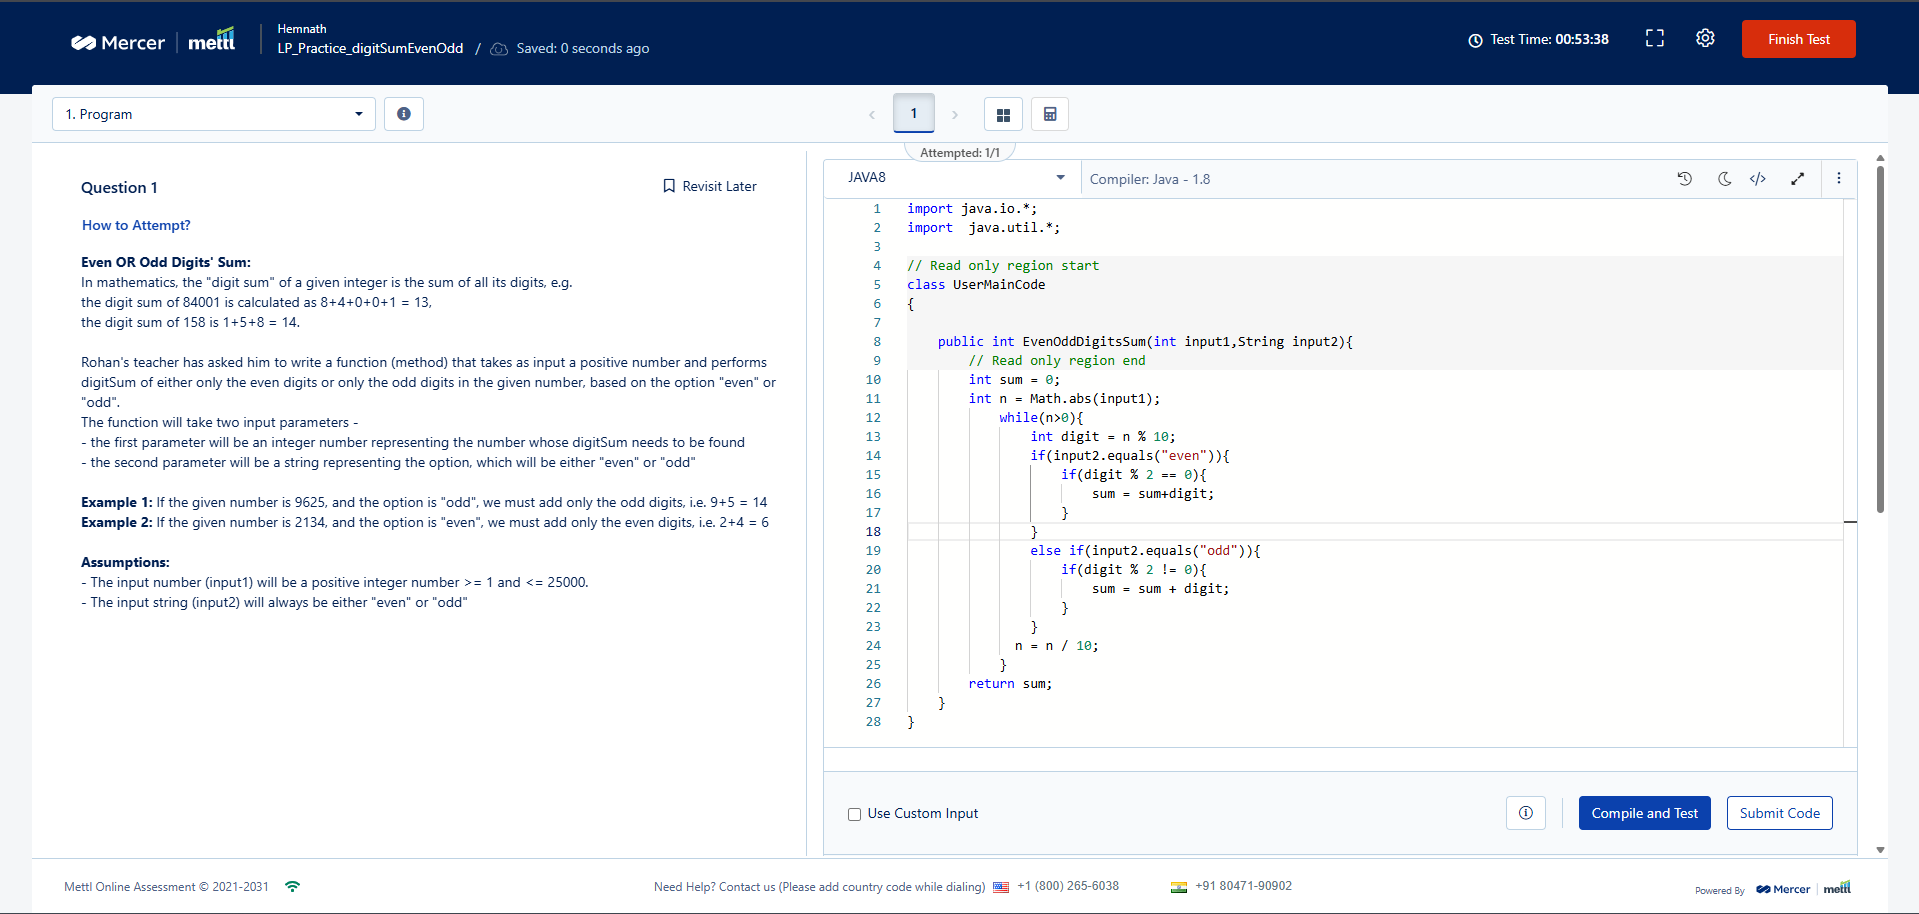 Mercer mettl
Hemnath
LP_Practice_digitSumEvenOdd / Saved: 0 seconds ago
Test Time: 00:53:38
Finish Test
1. Program
1
Attempted: 1/1
Question 1
Revisit Later
How to Attempt?
Even OR Odd Digits' Sum:
In mathematics, the "digit sum" of a given integer is the sum of all its digits, e.g.
the digit sum of 84001 is calculated as 8+4+0+0+1 = 13,
the digit sum of 158 is 1+5+8 = 14.
Rohan's teacher has asked him to write a function (method) that takes as input a positive number and performs
digitSum of either only the even digits or only the odd digits in the given number, based on the option "even" or
"odd".
The function will take two input parameters -
- the first parameter will be an integer number representing the number whose digitSum needs to be found
- the second parameter will be a string representing the option, which will be either "even" or "odd"
Example 1: If the given number is 9625, and the option is "odd", we must add only the odd digits, i.e. 9+5 = 14
Example 2: If the given number is 2134, and the option is "even", we must add only the even digits, i.e. 2+4 = 6
Assumptions:
- The input number (input1) will be a positive integer number >= 1 and <= 25000.
- The input string (input2) will always be either "even" or "odd"
JAVA8
Compiler: Java - 1.8
1 import java.io.*;
2 import  java.util.*;
3
4 // Read only region start
5 class UserMainCode
6 {
7
8     public int EvenOddDigitsSum(int input1,String input2){
9         // Read only region end
10         int sum = 0;
11         int n = Math.abs(input1);
12             while(n>0){
13                 int digit = n % 10;
14                 if(input2.equals("even")){
15                     if(digit % 2 == 0){
16                         sum = sum+digit;
17                     }
18                 }
19                 else if(input2.equals("odd")){
20                     if(digit % 2 != 0){
21                         sum = sum + digit;
22                     }
23                 }
24               n = n / 10;
25             }
26         return sum;
27     }
28 }
Use Custom Input
Compile and Test
Submit Code
Mettl Online Assessment © 2021-2031
Need Help? Contact us (Please add country code while dialing) +1 (800) 265-6038
+91 80471-90902
Powered By Mercer mettl